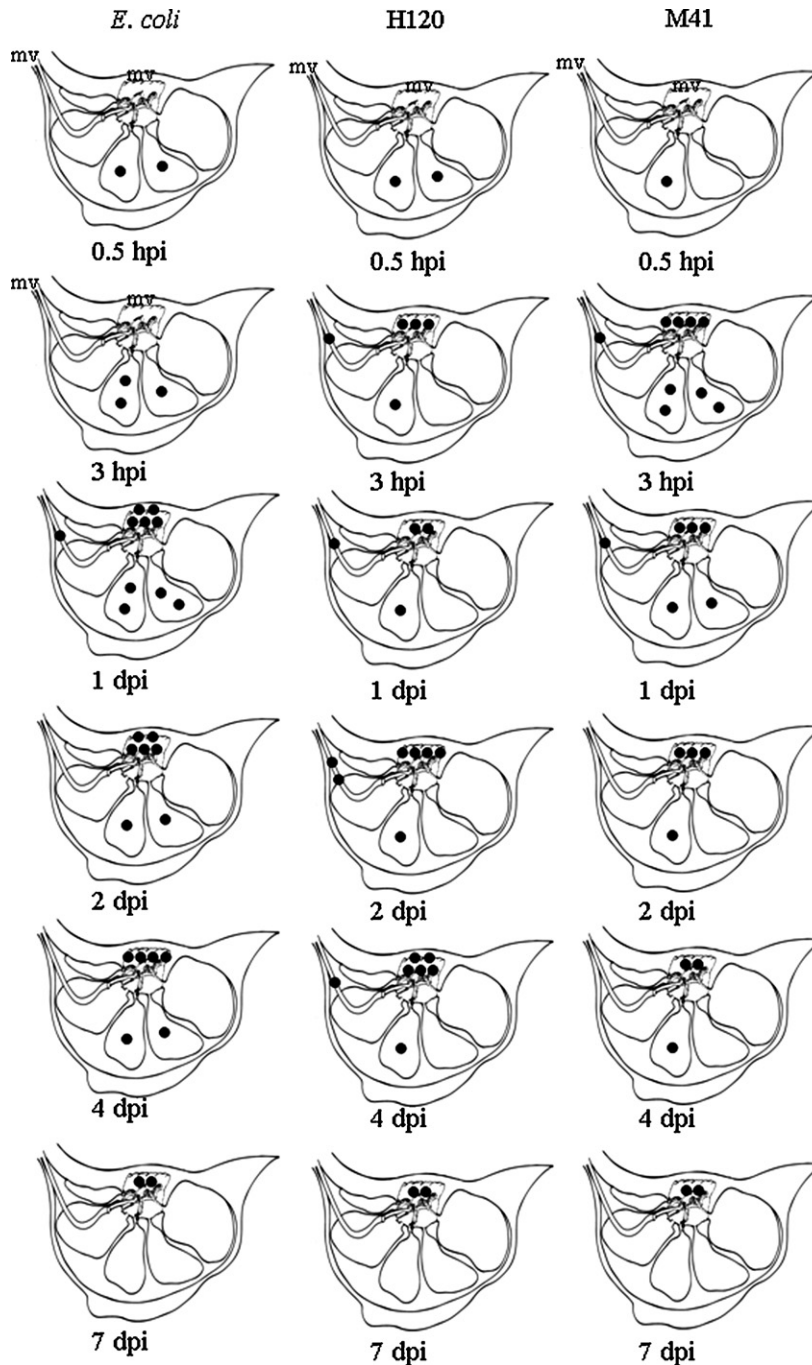 E. coli H120 M41
mv mv mv
mv mv mv
0.5 hpi 0.5 hpi 0.5 hpi
mv mv
3 hpi 3 hpi 3 hpi
1 dpi 1 dpi 1 dpi
2 dpi 2 dpi 2 dpi
4 dpi 4 dpi 4 dpi
7 dpi 7 dpi 7 dpi